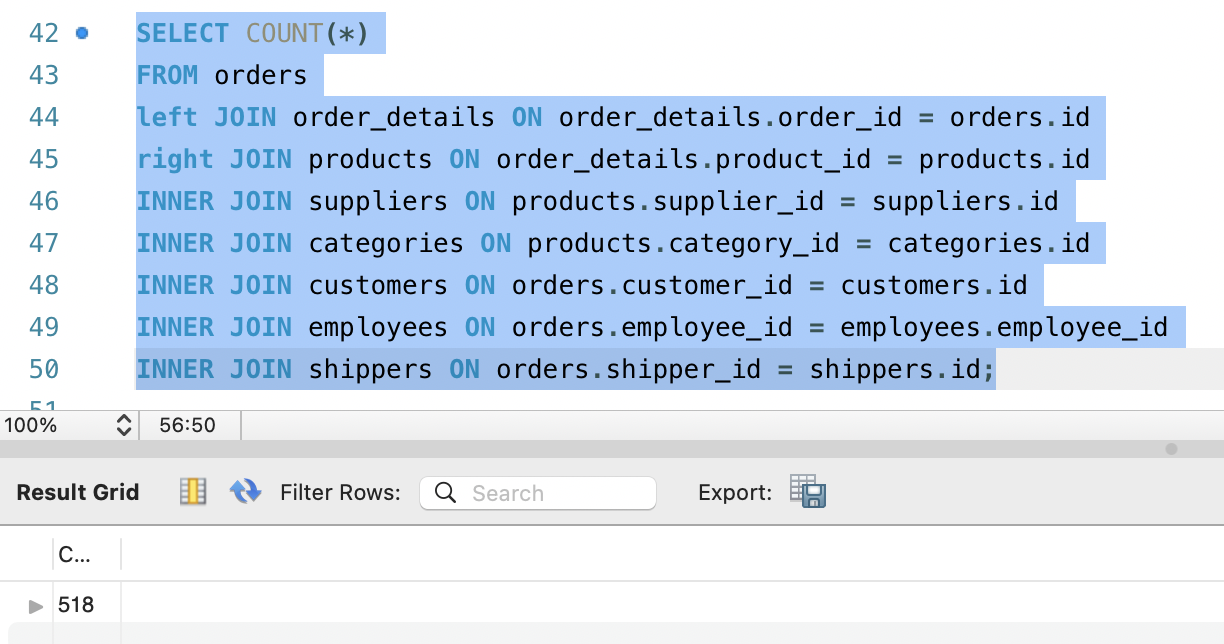 42 SELECT COUNT(*)
43 FROM orders
44 left JOIN order_details ON order_details.order_id = orders.id
45 right JOIN products ON order_details.product_id = products.id
46 INNER JOIN suppliers ON products.supplier_id = suppliers.id
47 INNER JOIN categories ON products.category_id = categories.id
48 INNER JOIN customers ON orders.customer_id = customers.id
49 INNER JOIN employees ON orders.employee_id = employees.employee_id
50 INNER JOIN shippers ON orders.shipper_id = shippers.id;
51
100% 56:50
Result Grid Filter Rows: Search Export:
C...
518